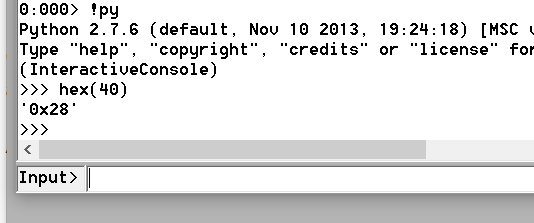 0:000> !py
Python 2.7.6 (default, Nov 10 2013, 19:24:18) [MSC
Type "help", "copyright", "credits" or "license" for
(InteractiveConsole)
>>> hex(40)
'0x28'
>>>
Input>